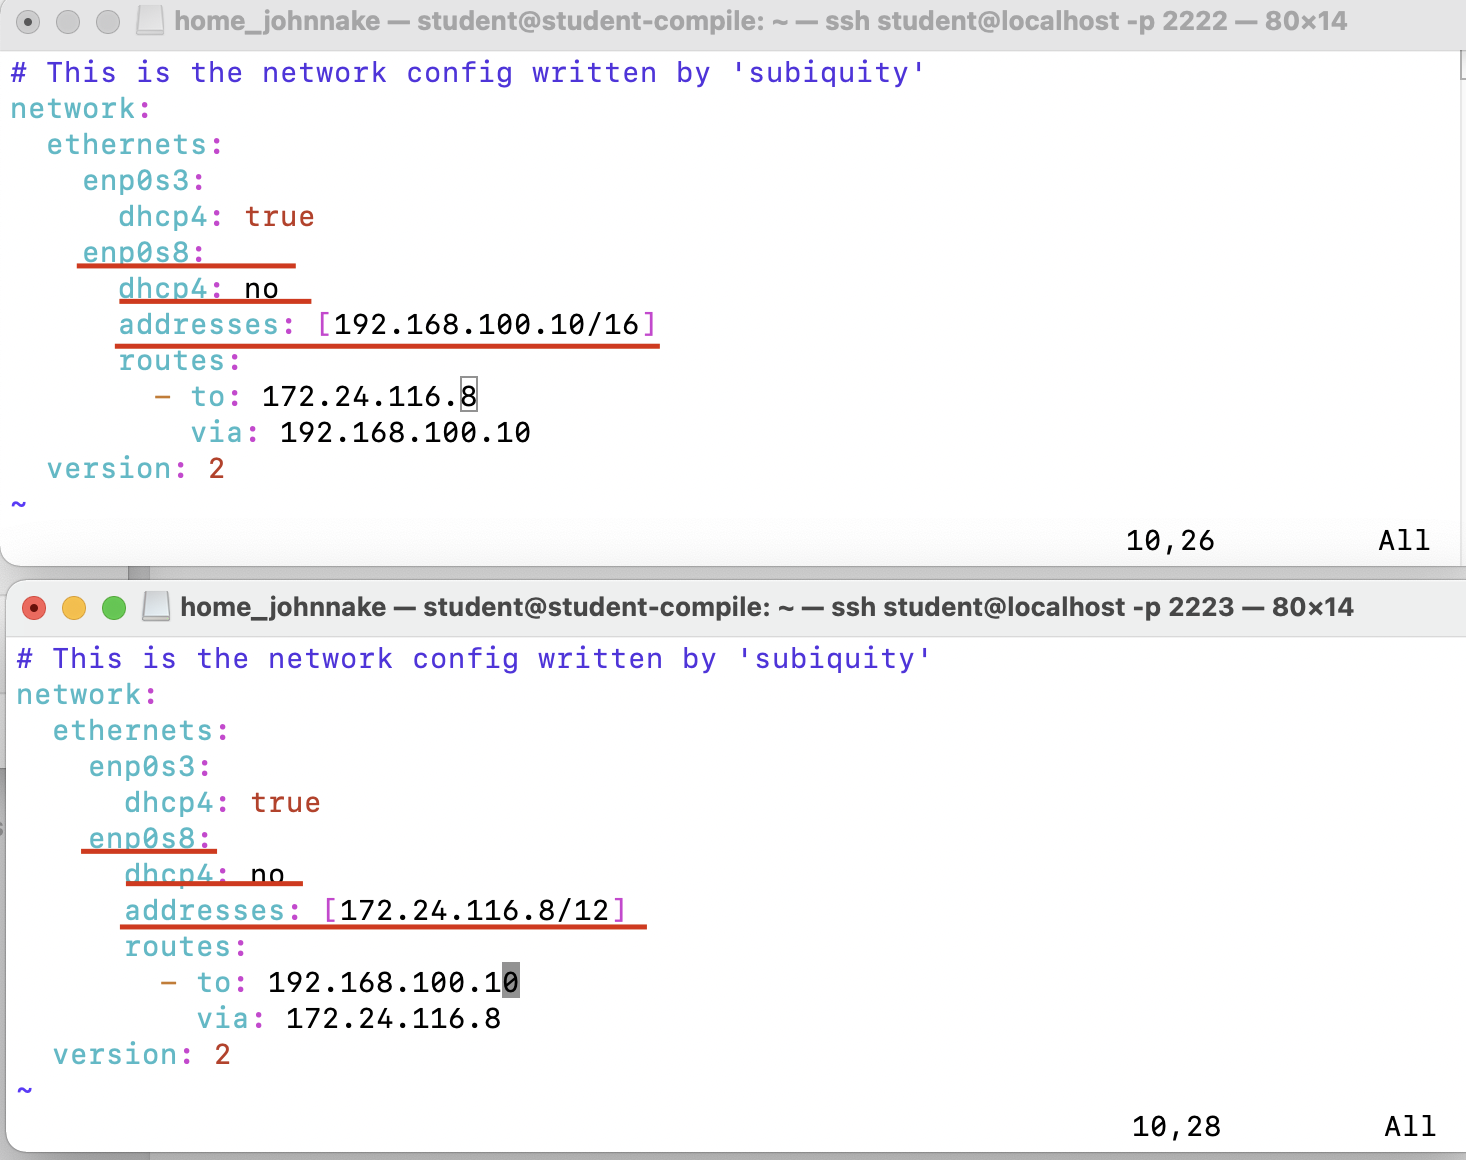 home_johnnake — student@student-compile: ~ — ssh student@localhost -p 2222 — 80×14
# This is the network config written by 'subiquity'
network:
  ethernets:
    enp0s3:
      dhcp4: true
    enp0s8:
      dhcp4: no
      addresses: [192.168.100.10/16]
      routes:
        - to: 172.24.116.8
          via: 192.168.100.10
  version: 2
~
10,26 All
home_johnnake — student@student-compile: ~ — ssh student@localhost -p 2223 — 80×14
# This is the network config written by 'subiquity'
network:
  ethernets:
    enp0s3:
      dhcp4: true
    enp0s8:
      dhcp4: no
      addresses: [172.24.116.8/12]
      routes:
        - to: 192.168.100.10
          via: 172.24.116.8
  version: 2
~
10,28 All